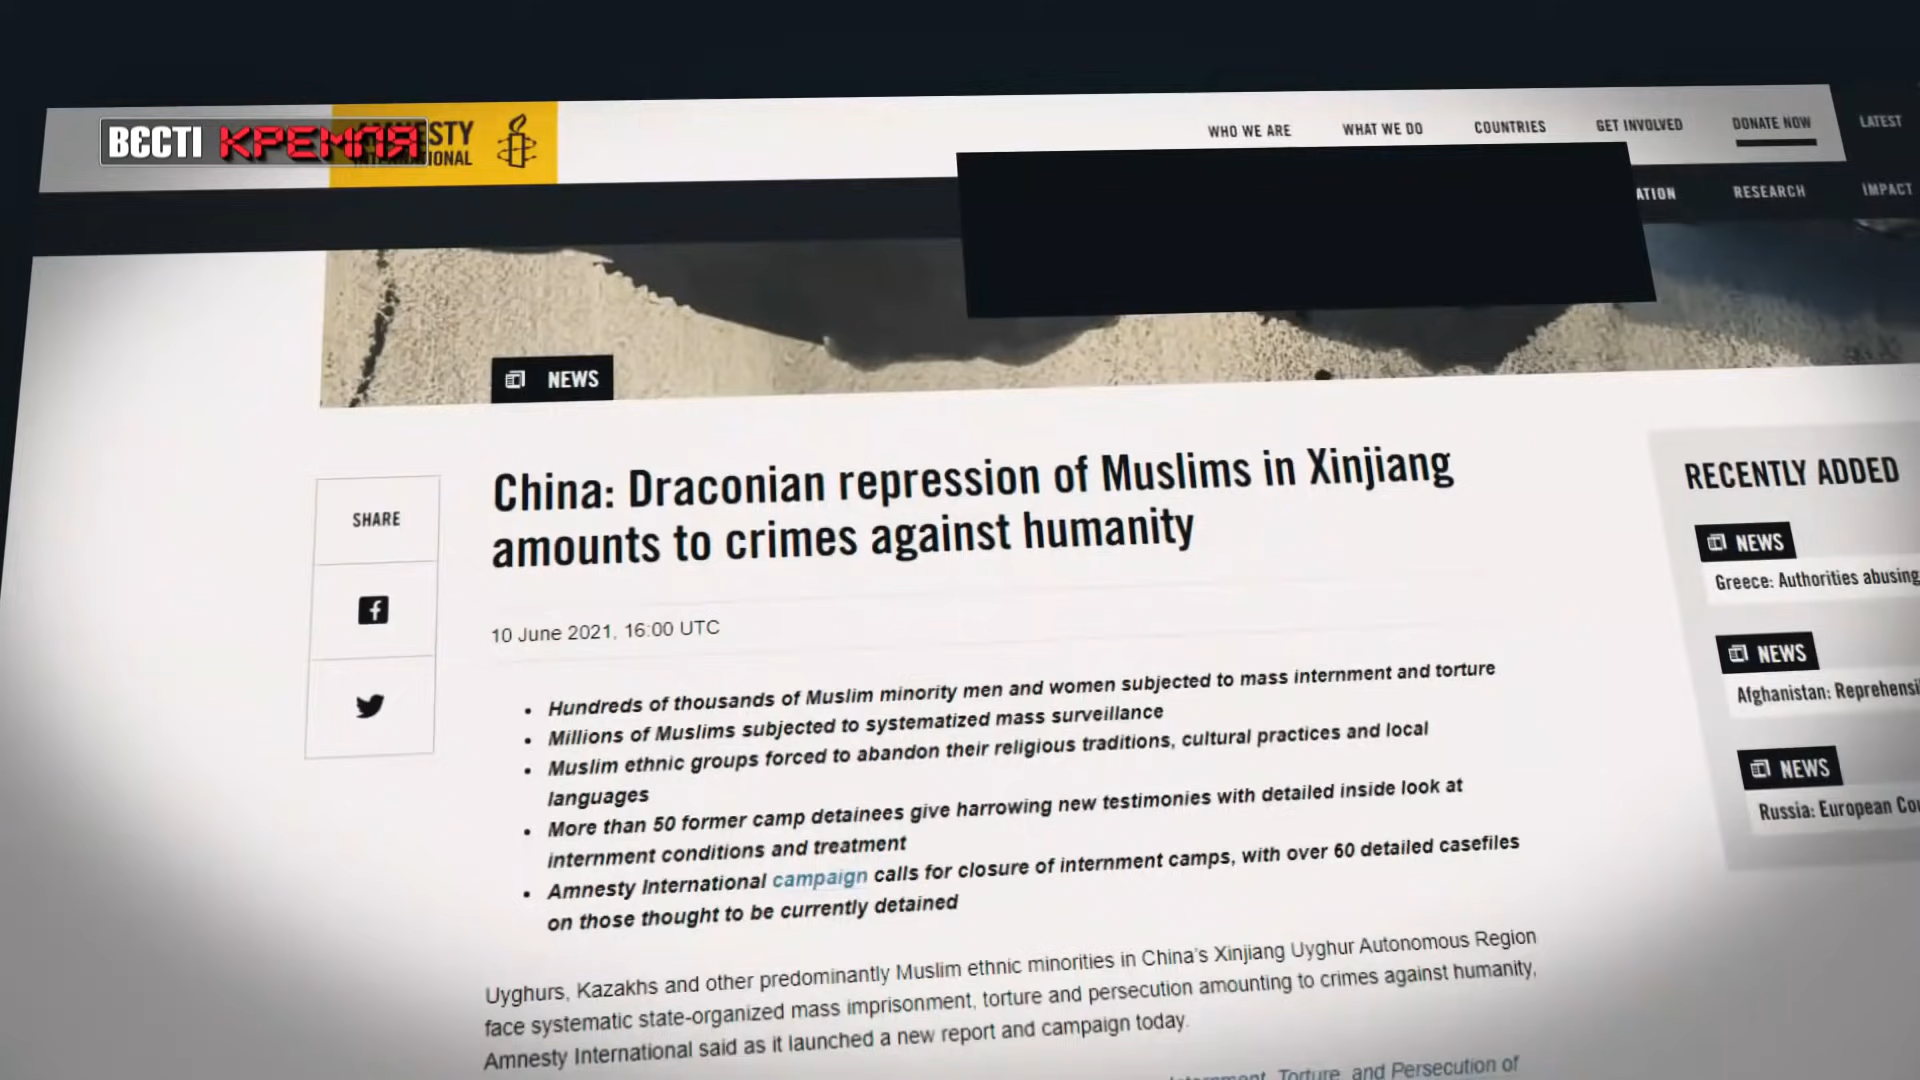 ВЄСТІ КРЕМЛЯ
WHO WE ARE
WHAT WE DO
COUNTRIES
GET INVOLVED
DONATE NOW
LATEST
RESEARCH
IMPACT
NEWS
China: Draconian repression of Muslims in Xinjiang
amounts to crimes against humanity
SHARE
10 June 2021, 16:00 UTC
• Hundreds of thousands of Muslim minority men and women subjected to mass internment and torture
• Millions of Muslims subjected to systematized mass surveillance
• Muslim ethnic groups forced to abandon their religious traditions, cultural practices and local
languages
• More than 50 former camp detainees give harrowing new testimonies with detailed inside look at
internment conditions and treatment
• Amnesty International campaign calls for closure of internment camps, with over 60 detailed casefiles
on those thought to be currently detained
Uyghurs, Kazakhs and other predominantly Muslim ethnic minorities in China's Xinjiang Uyghur Autonomous Region
face systematic state-organized mass imprisonment, torture and persecution amounting to crimes against humanity,
Amnesty International said as it launched a new report and campaign today.
Torture, and Persecution of
RECENTLY ADDED
NEWS
Greece: Authorities abusing
NEWS
Afghanistan:
NEWS
Russia: European